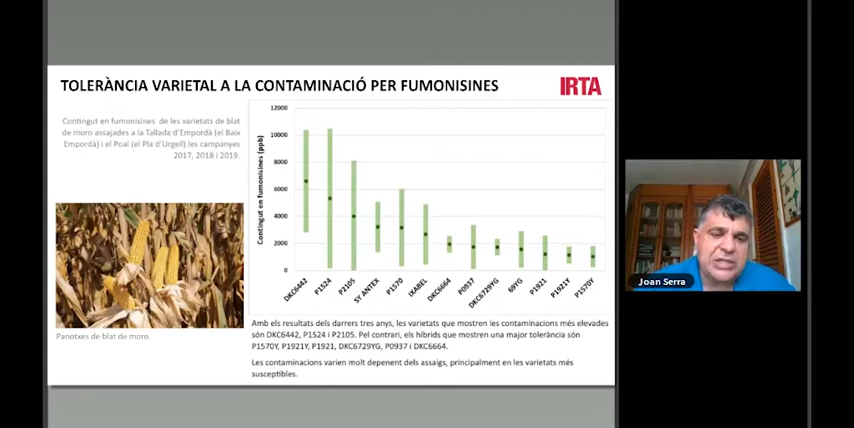 TOLERÀNCIA VARIETAL A LA CONTAMINACIÓ PER FUMONISINES
IRTA
Contingut en fumonisines de les varietats de blat
de moro assajades a la Tallada d'Empordà (el Baix
Empordà) i el Poal (el Pla d'Urgell) les campanyes
2017, 2018 i 2019.
Panotxes de blat de moro.
Contingut en fumonisines (ppb)
12000
10000
8000
6000
4000
2000
0
DKC6442
P1524
P2105
SY ANTEX
P1570
IXABEL
DKC6664
P0937
DKC6729YG
69YG
P1921
P1921Y
P1570Y
Amb els resultats dels darrers tres anys, les varietats que mostren les contaminacions més elevades
són DKC6442, P1524 i P2105. Pel contrari, els híbrids que mostren una major tolerància són
P1570Y, P1921Y, P1921, DKC6729YG, P0937 i DKC6664.
Les contaminacions varien molt depenent dels assaigs, principalment en les varietats més
susceptibles.
Joan Serra